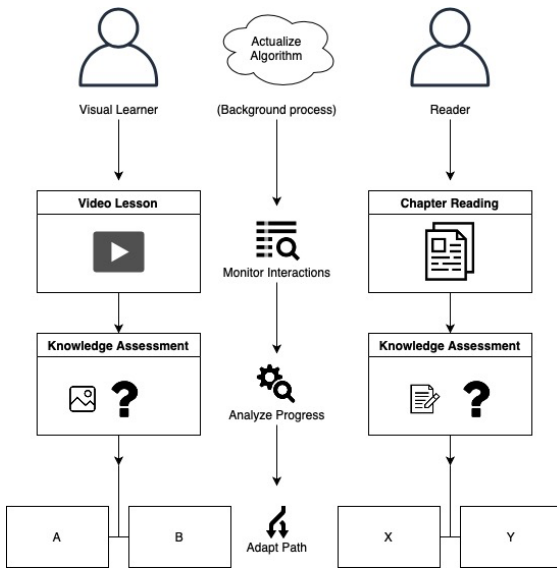 Actualize
Algorithm
Visual Learner
(Background process)
Reader
Video Lesson
Chapter Reading
Monitor Interactions
Knowledge Assessment
Knowledge Assessment
?
?
Analyze Progress
A
B
Adapt Path
X
Y